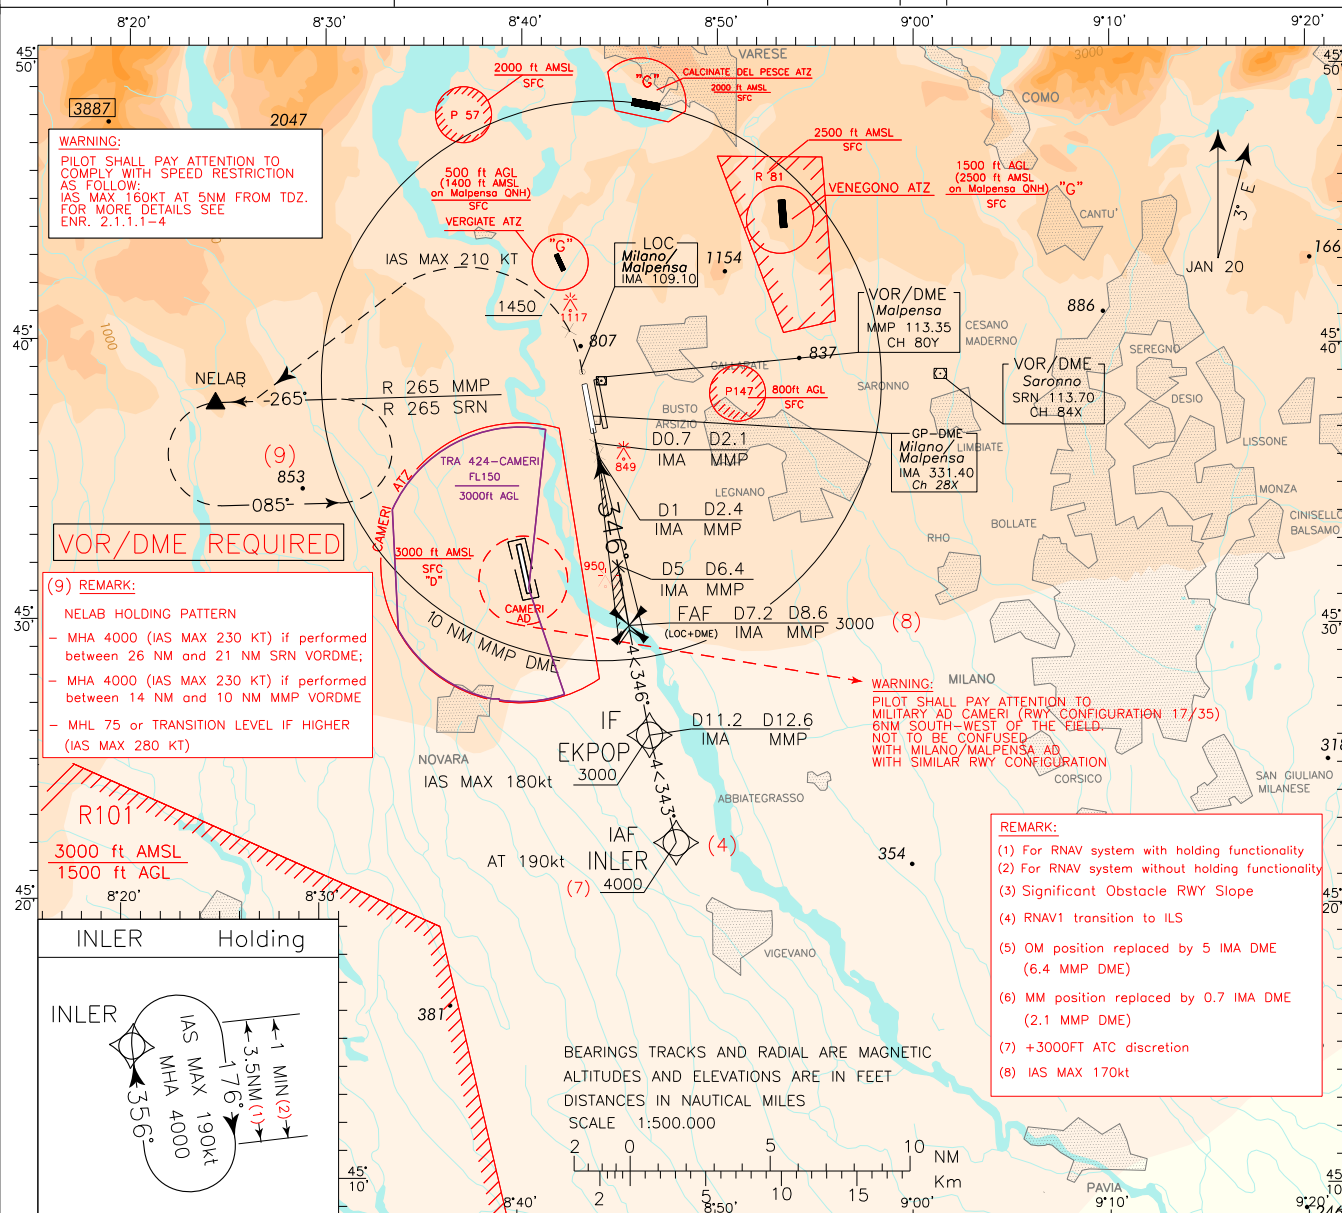 8°20'
8°30'
8°40'
8°50'
9°00'
9°10'
9°20'
45°
50'
45°
50'
3887
2047
WARNING:
PILOT SHALL PAY ATTENTION TO
COMPLY WITH SPEED RESTRICTION
AS FOLLOW:
IAS MAX 160KT AT 5NM FROM TDZ.
FOR MORE DETAILS SEE
ENR. 2.1.1.1-4
2000 ft AMSL
SFC
P 57
"G"
VARESE
CALCINATE DEL PESCE ATZ
2000 ft AMSL
SFC
3000
COMO
2500 ft AMSL
SFC
R 81
VENEGONO ATZ
1500 ft AGL
(2500 ft AMSL
on Malpensa QNH)
SFC
"G"
CANTU'
3° E
JAN 20
166
500 ft AGL
(1400 ft AMSL
on Malpensa QNH)
SFC
VERGIATE ATZ
"G"
IAS MAX 210 KT
LOC
Milano/
Malpensa
IMA 109.10
1154
1450
1117
807
VOR/DME
Malpensa
MMP 113.35
CH 80Y
CESANO
MADERNO
886
837
45°
40'
45°
40'
1000
SEREGNO
GALLARATE
SARONNO
VOR/DME
Saronno
SRN 113.70
CH 84X
DESIO
NELAB
265°
R 265 MMP
R 265 SRN
P147
800ft AGL
SFC
BUSTO
ARSIZIO
GP-DME
Milano/
Malpensa
IMA 331.40
Ch 28X
LIMBIATE
LISSONE
(9)
853
085°
TRA 424-CAMERI
FL150
3000ft AGL
CAMERI ATZ
849
D0.7 D2.1
IMA MMP
LEGNANO
D1 D2.4
IMA MMP
MONZA
CINISELLO
BALSAMO
BOLLATE
RHO
VOR/DME REQUIRED
346°
3000 ft AMSL
SFC
"D"
950
D5 D6.4
IMA MMP
CAMERI
AD
FAF D7.2 D8.6
(LOC+DME) IMA MMP
3000
(8)
45°
30'
45°
30'
(9) REMARK:
NELAB HOLDING PATTERN
- MHA 4000 (IAS MAX 230 KT) if performed
between 26 NM and 21 NM SRN VORDME;
- MHA 4000 (IAS MAX 230 KT) if performed
between 14 NM and 10 NM MMP VORDME
- MHL 75 or TRANSITION LEVEL IF HIGHER
(IAS MAX 280 KT)
10 NM MMP DME
4 346°
MILANO
WARNING:
PILOT SHALL PAY ATTENTION TO
MILITARY AD CAMERI (RWY CONFIGURATION 17/35)
6NM SOUTH-WEST OF THE FIELD.
NOT TO BE CONFUSED
WITH MILANO/MALPENSA AD
WITH SIMILAR RWY CONFIGURATION
IF
EKPOP
3000
D11.2 D12.6
IMA MMP
IAS MAX 180kt
NOVARA
4 343°
318
CORSICO
SAN GIULIANO
MILANESE
ABBIATEGRASSO
R101
3000 ft AMSL
1500 ft AGL
IAF
INLER
4000
AT 190kt
(7)
(4)
354
REMARK:
(1) For RNAV system with holding functionality
(2) For RNAV system without holding functionality
(3) Significant Obstacle RWY Slope
(4) RNAV1 transition to ILS
(5) OM position replaced by 5 IMA DME
(6.4 MMP DME)
(6) MM position replaced by 0.7 IMA DME
(2.1 MMP DME)
(7) +3000FT ATC discretion
(8) IAS MAX 170kt
45°
20'
45°
20'
8°20'
8°30'
VIGEVANO
INLER Holding
INLER
IAS MAX 190kt
MHA 4000
356°
176°
3.5NM(1)
1 MIN(2)
381
BEARINGS TRACKS AND RADIAL ARE MAGNETIC
ALTITUDES AND ELEVATIONS ARE IN FEET
DISTANCES IN NAUTICAL MILES
SCALE 1:500.000
2 0 5 10 NM
2 5 10 15 Km
PAVIA
45°
10'
45°
10'
8°40'
8°50'
9°00'
9°10'
9°20'